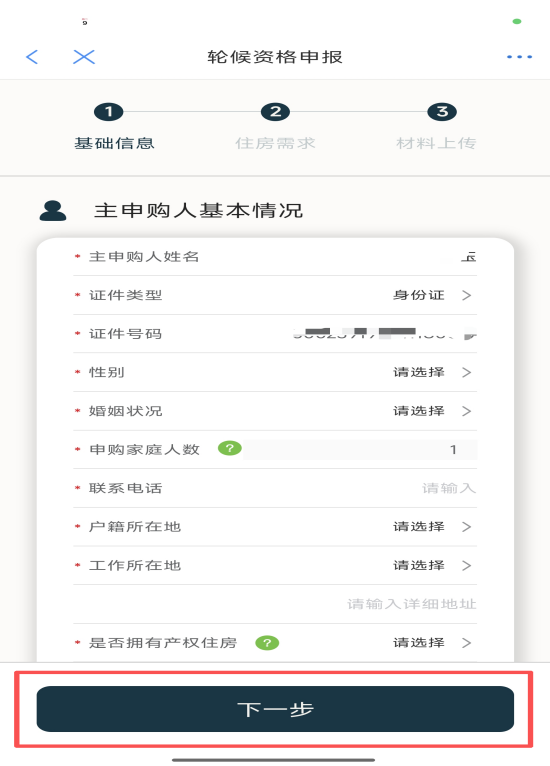 轮候资格申报
1 2 3
基础信息 住房需求 材料上传
主申购人基本情况
* 主申购人姓名
* 证件类型 身份证 >
* 证件号码
* 性别 请选择 >
* 婚姻状况 请选择 >
* 申购家庭人数 ? 1
* 联系电话 请输入
* 户籍所在地 请选择 >
* 工作所在地 请选择 >
请输入详细地址
* 是否拥有产权住房 ? 请选择 >
下一步